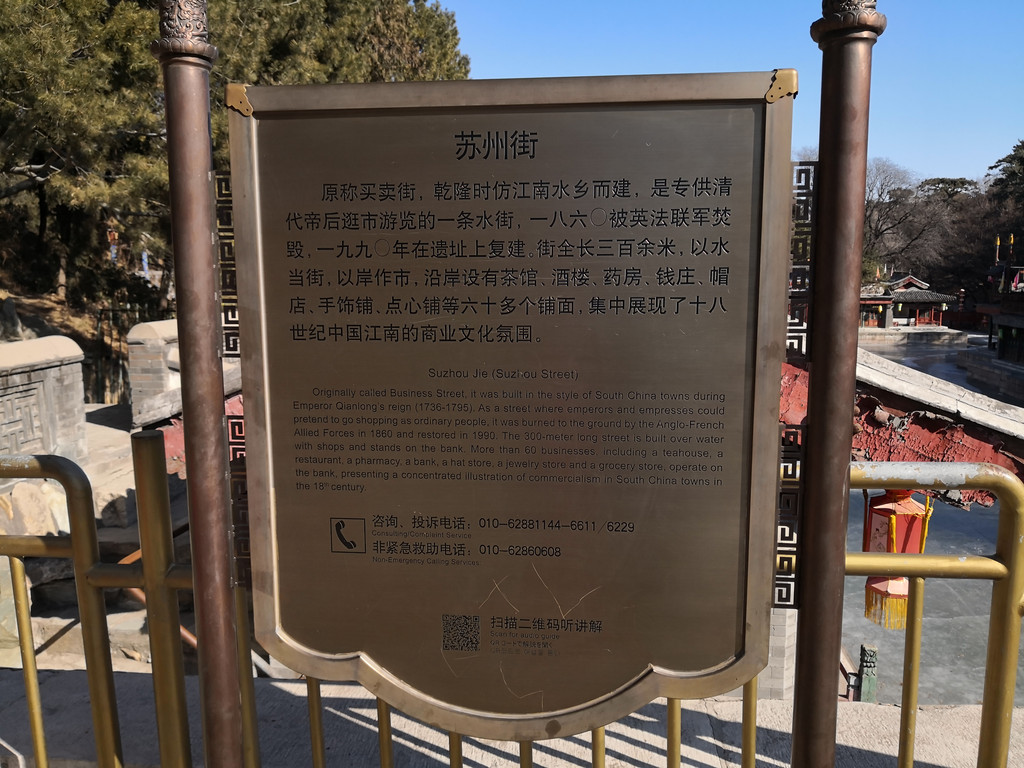 苏州街
原称买卖街，乾隆时仿江南水乡而建，是专供清
代帝后逛市游览的一条水街，一八六〇被英法联军焚
毁，一九九〇年在遗址上复建。街全长三百余米，以水
当街，以岸作市，沿岸设有茶馆、酒楼、药房、钱庄、帽
店、手饰铺、点心铺等六十多个铺面，集中展现了十八
世纪中国江南的商业文化氛围。
Suzhou Jie (Suzhou Street)
Originally called Business Street, it was built in the style of South China towns during
Emperor Qianlong's reign (1736-1795). As a street where emperors and empresses could
pretend to go shopping as ordinary people, it was burned to the ground by the Anglo-French
Allied Forces in 1860 and restored in 1990. The 300-meter long street is built over water
with shops and stands on the bank. More than 60 businesses, including a teahouse, a
restaurant, a pharmacy, a bank, a hat store, a jewelry store and a grocery store, operate on
the bank, presenting a concentrated illustration of commercialism in South China towns in
the 18th century.
咨询、投诉电话：010-62881144-6611/6229
Consulting/Complaint Service
非紧急救助电话：010-62860608
Non-Emergency Calling Services
扫描二维码听讲解
Scan for audio guide